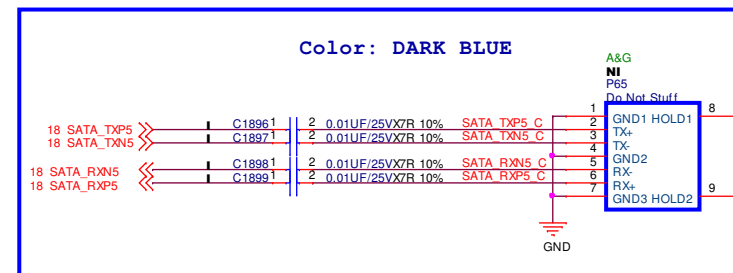 Color: DARK BLUE
A&G
NI
P65
Do Not Stuff
18 SATA_TXP5 C1896 1 2 0.01UF/25VX7R 10% SATA_TXP5_C
18 SATA_TXN5 C1897 1 2 0.01UF/25VX7R 10% SATA_TXN5_C
18 SATA_RXN5 C1898 1 2 0.01UF/25VX7R 10% SATA_RXN5_C
18 SATA_RXP5 C1899 1 2 0.01UF/25VX7R 10% SATA_RXP5_C
1 GND1 HOLD1 8
2 TX+
3 TX-
4 GND2
5 RX-
6 RX+
7 GND3 HOLD2 9
GND